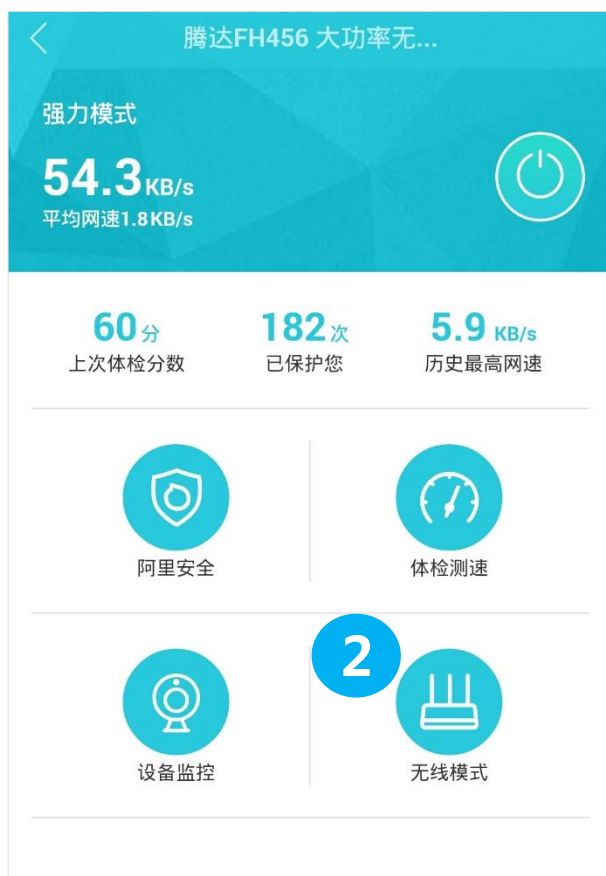 腾达FH456 大功率无...
强力模式
54.3KB/s
平均网速1.8KB/s
60分
182次
5.9 KB/s
上次体检分数
已保护您
历史最高网速
阿里安全
体检测速
2
设备监控
无线模式